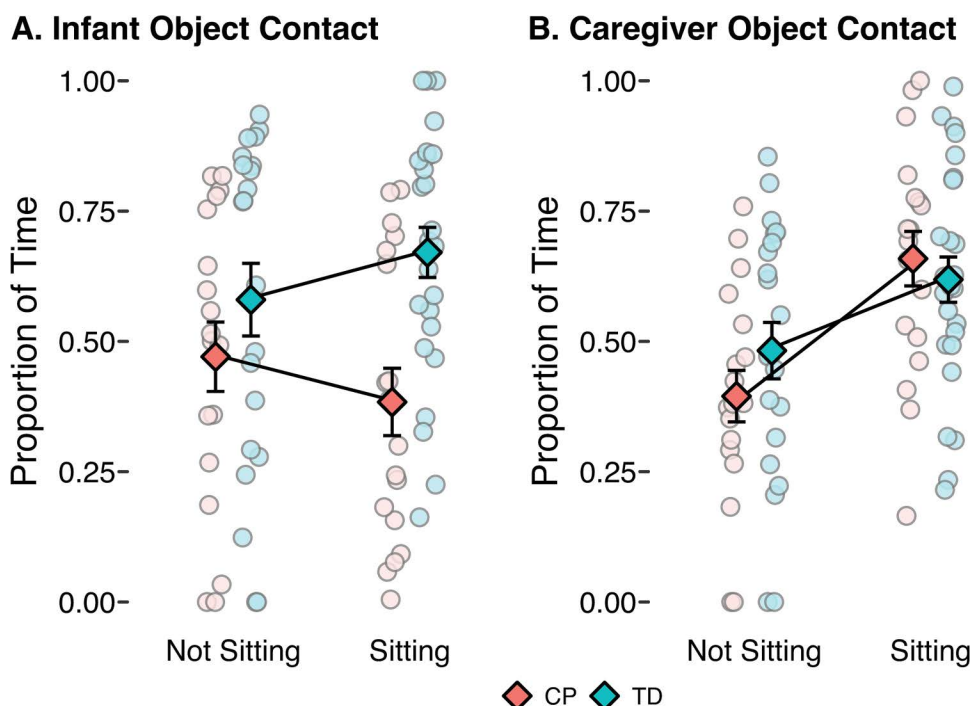 A. Infant Object Contact
B. Caregiver Object Contact
Proportion of Time
1.00
0.75
0.50
0.25
0.00
Not Sitting
Sitting
Proportion of Time
1.00
0.75
0.50
0.25
0.00
Not Sitting
Sitting
CP
TD